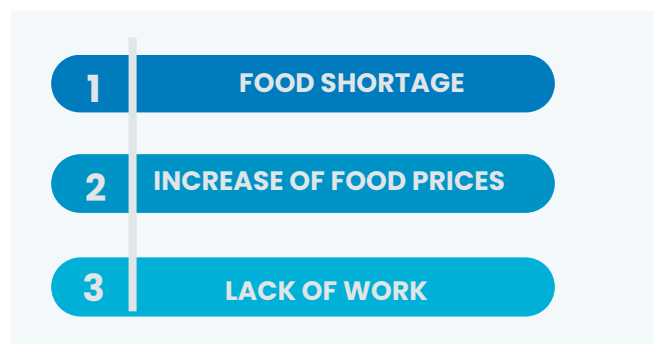 1 FOOD SHORTAGE
2 INCREASE OF FOOD PRICES
3 LACK OF WORK